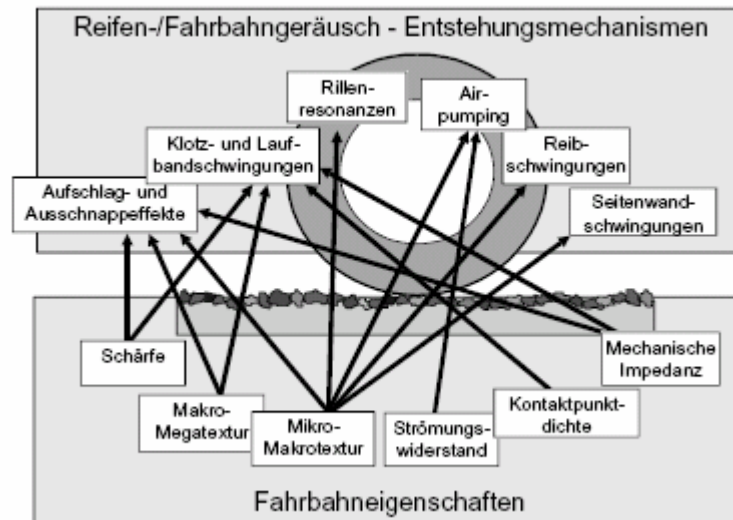 Reifen-/Fahrbahngeräusch - Entstehungsmechanismen
Rillen-
resonanzen
Air-
pumping
Klotz- und Lauf-
bandschwingungen
Reib-
schwingungen
Aufschlag- und
Ausschnappeffekte
Seitenwand-
schwingungen
Schärfe
Mechanische
Impedanz
Makro-
Megatextur
Mikro-
Makrotextur
Strömungs-
widerstand
Kontaktpunkt-
dichte
Fahrbahneigenschaften